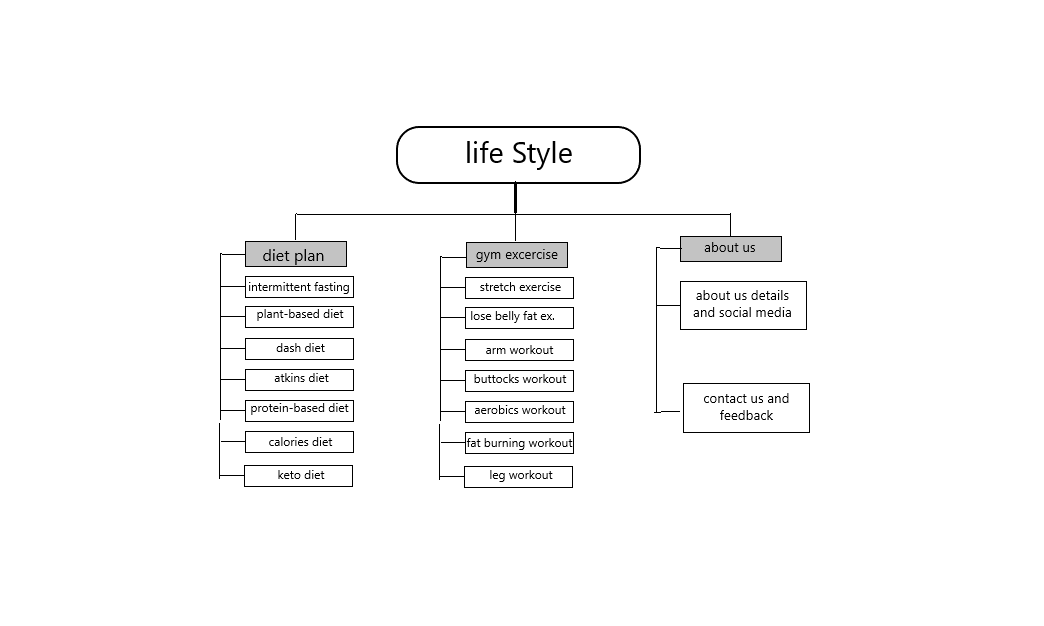 life Style
diet plan
intermittent fasting
plant-based diet
dash diet
atkins diet
protein-based diet
calories diet
keto diet
gym excercise
stretch exercise
lose belly fat ex.
arm workout
buttocks workout
aerobics workout
fat burning workout
leg workout
about us
about us details
and social media
contact us and
feedback